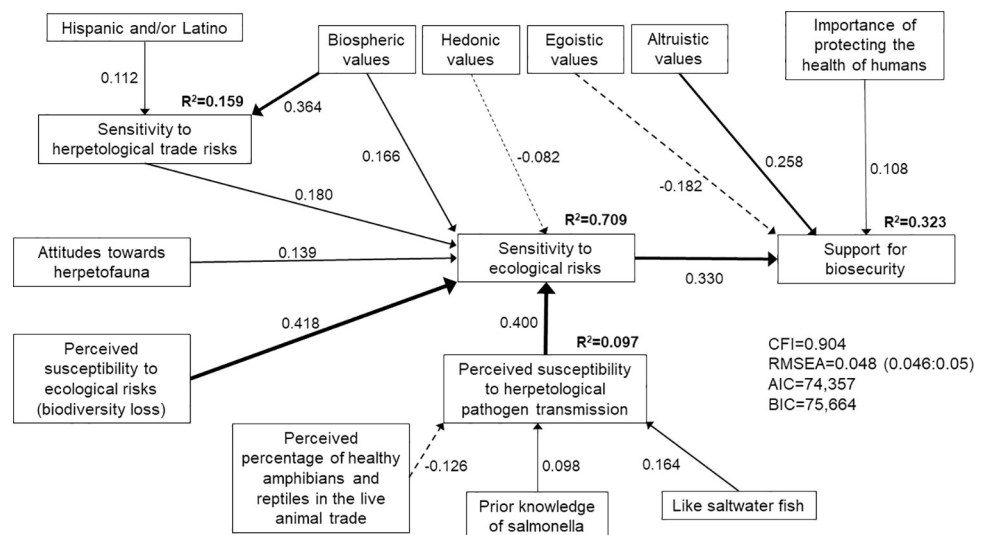 Hispanic and/or Latino
Biospheric
values
Hedonic
values
Egoistic
values
Altruistic
values
Importance of
protecting the
health of humans
0.112
R²=0.159
0.364
Sensitivity to
herpetological trade risks
0.166
-0.082
0.258
-0.182
0.108
0.180
R²=0.709
R²=0.323
Attitudes towards
herpetofauna
0.139
Sensitivity to
ecological risks
0.330
Support for
biosecurity
0.418
0.400
R²=0.097
Perceived
susceptibility to
ecological risks
(biodiversity loss)
Perceived susceptibility
to herpetological
pathogen transmission
CFI=0.904
RMSEA=0.048 (0.046:0.05)
AIC=74,357
BIC=75,664
Perceived
percentage of healthy
amphibians and
reptiles in the live
animal trade
-0.126
0.098
0.164
Prior knowledge
of salmonella
Like saltwater fish